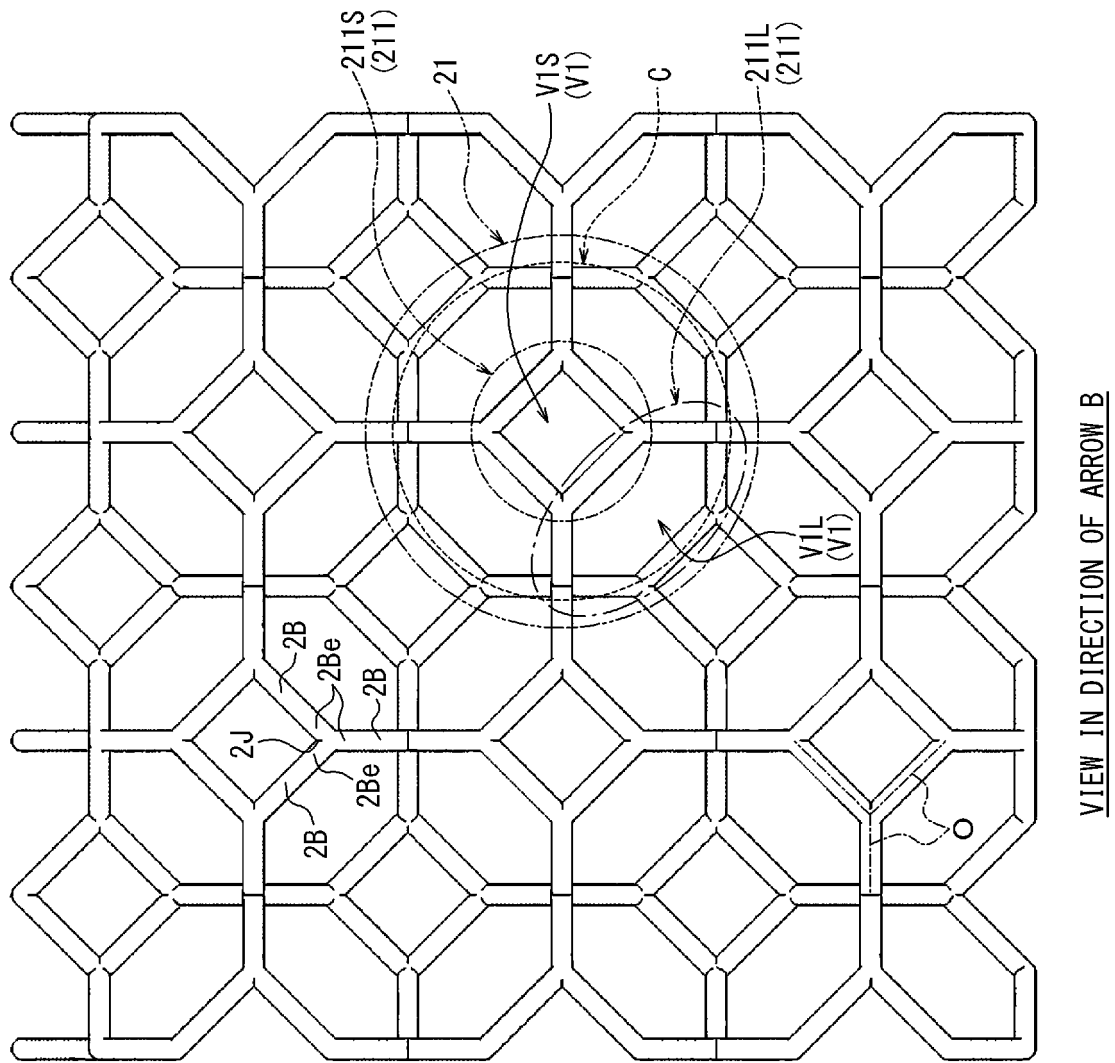 211S
(211)
21
V1S
(V1)
C
211L
(211)
V1L
(V1)
2B
2Be
2B
2J
2Be
2B
O
VIEW IN DIRECTION OF ARROW B